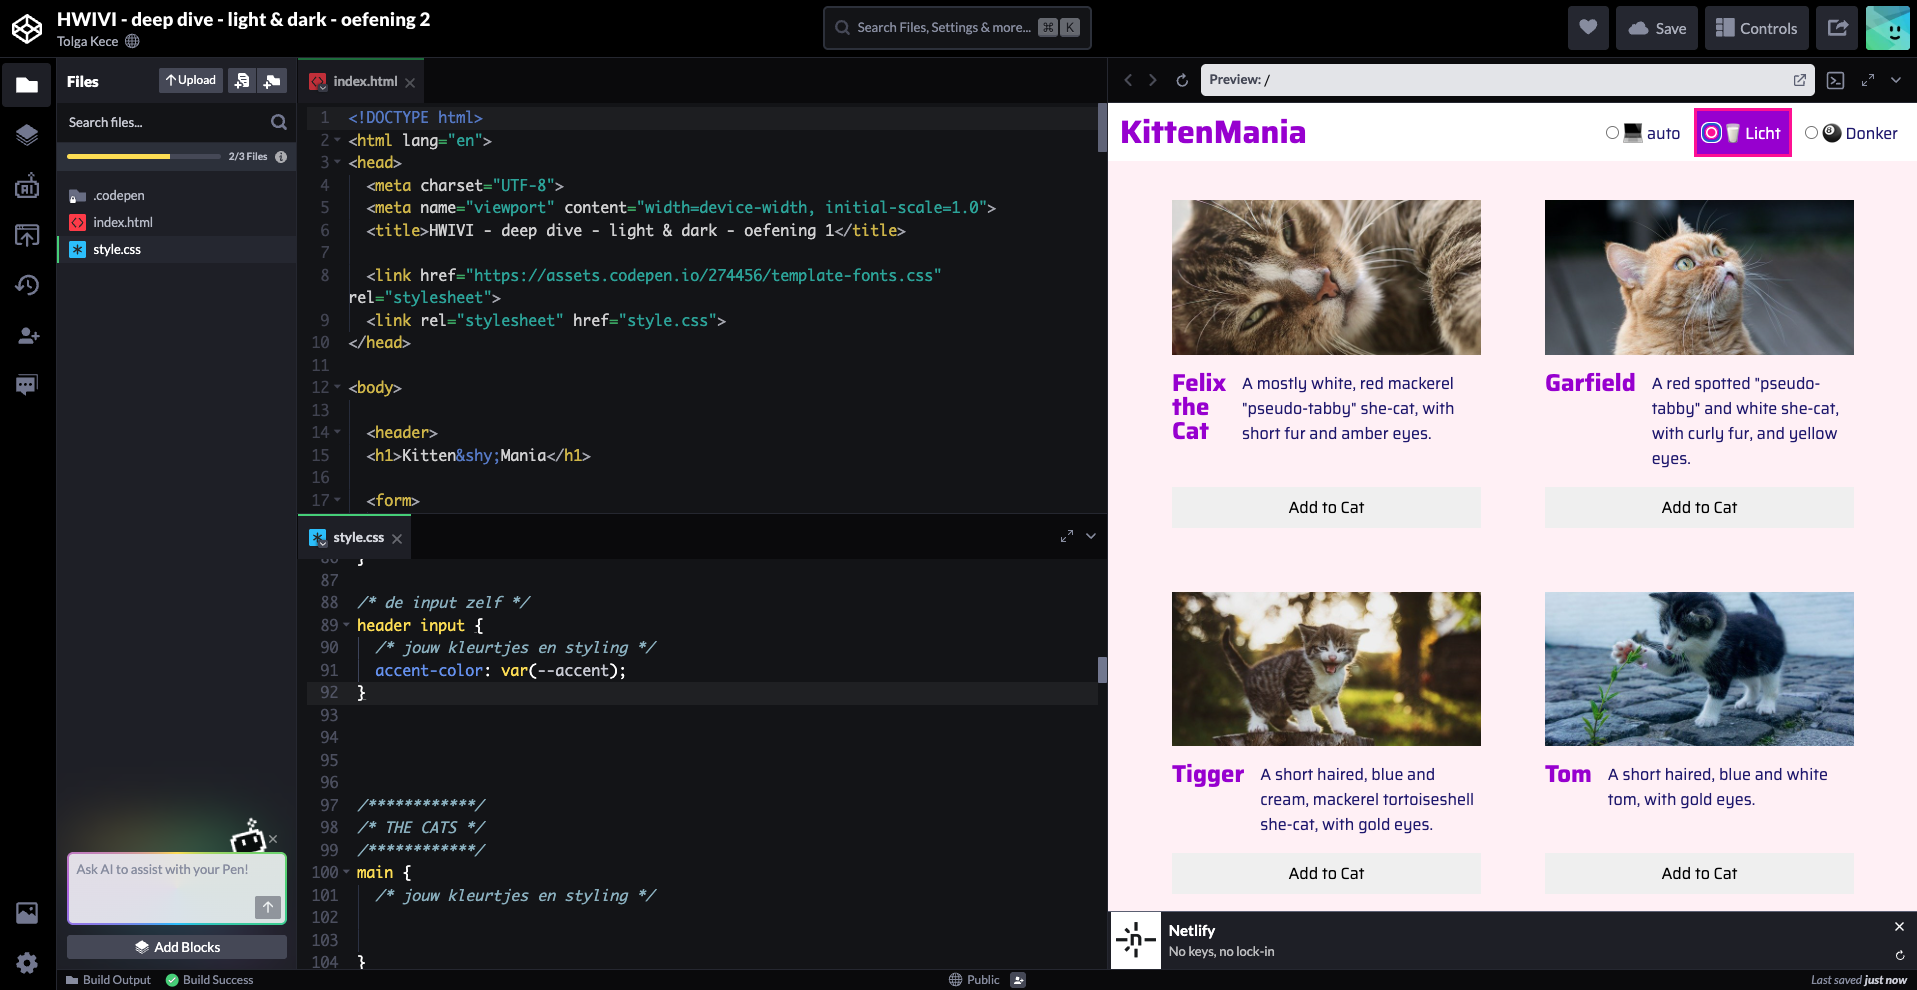 HWIVI - deep dive - light & dark - oefening 2
Tolga Kece
Search Files, Settings & more... ⌘ K
Save
Controls
Files
Upload
Search files...
2/3 Files
.codepen
index.html
style.css
Ask AI to assist with your Pen!
Add Blocks
index.html
1 <!DOCTYPE html>
2 <html lang="en">
3 <head>
4 <meta charset="UTF-8">
5 <meta name="viewport" content="width=device-width, initial-scale=1.0">
6 <title>HWIVI - deep dive - light & dark - oefening 1</title>
7
8 <link href="https://assets.codepen.io/274456/template-fonts.css"
rel="stylesheet">
9 <link rel="stylesheet" href="style.css">
10 </head>
11
12 <body>
13
14 <header>
15 <h1>Kitten&shy;Mania</h1>
16
17 <form>
style.css
86 }
87
88 /* de input zelf */
89 header input {
90 /* jouw kleurtjes en styling */
91 accent-color: var(--accent);
92 }
93
94
95
96
97 /************/
98 /* THE CATS */
99 /************/
100 main {
101 /* jouw kleurtjes en styling */
102
103
104 }
Preview: /
KittenMania
auto
Licht
Donker
Felix
the
Cat
A mostly white, red mackerel
"pseudo-tabby" she-cat, with
short fur and amber eyes.
Add to Cat
Garfield
A red spotted "pseudo-
tabby" and white she-cat,
with curly fur, and yellow
eyes.
Add to Cat
Tigger
A short haired, blue and
cream, mackerel tortoiseshell
she-cat, with gold eyes.
Add to Cat
Tom
A short haired, blue and white
tom, with gold eyes.
Add to Cat
Netlify
No keys, no lock-in
Build Output
Build Success
Public
Last saved just now